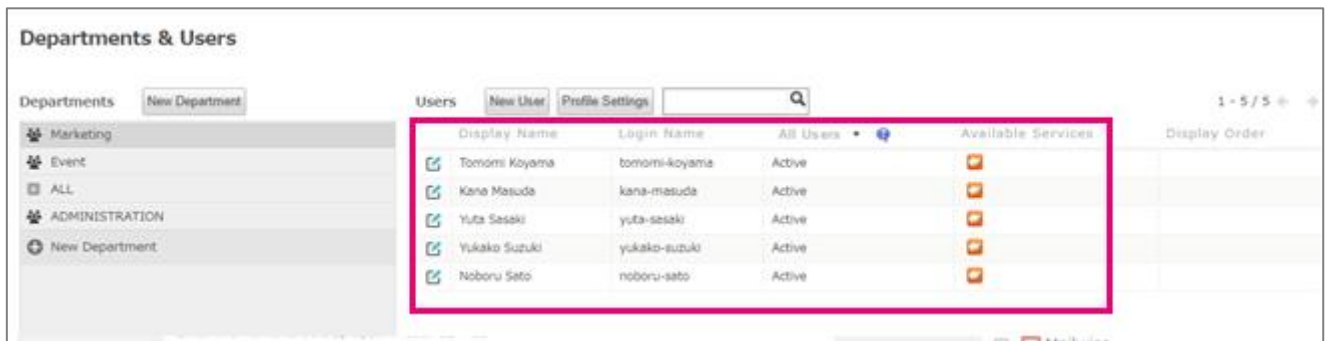 Departments & Users
Departments New Department
Users New User Profile Settings
1 - 5 / 5
Marketing
Event
ALL
ADMINISTRATION
New Department
Display Name Login Name All Users Available Services Display Order
Tomomi Koyama tomomi-koyama Active
Kana Masuda kana-masuda Active
Yuta Sasaki yuta-sasaki Active
Yukako Suzuki yukako-suzuki Active
Noboru Sato noboru-sato Active